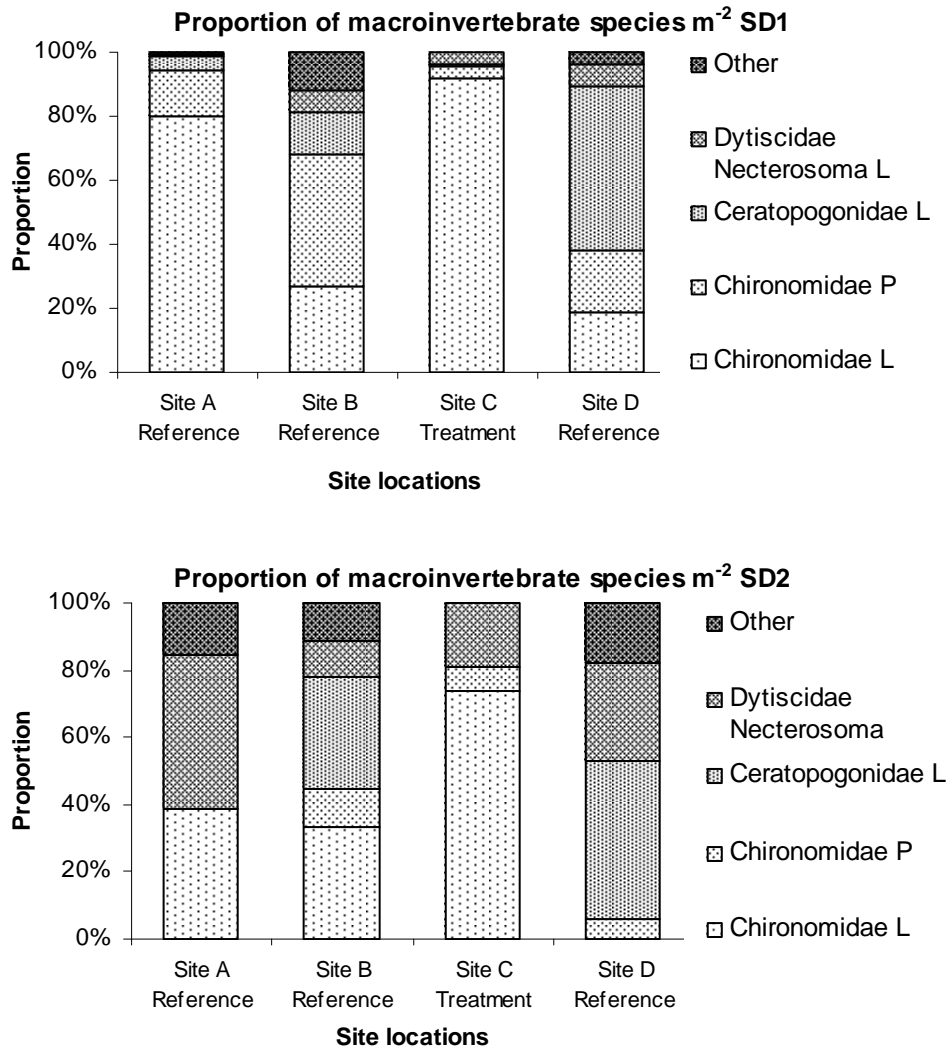 Proportion of macroinvertebrate species m-2 SD1
100%
80%
60%
40%
20%
0%
Proportion
Site A
Reference
Site B
Reference
Site C
Treatment
Site D
Reference
Site locations
Other
Dytiscidae
Necterosoma L
Ceratopogonidae L
Chironomidae P
Chironomidae L
Proportion of macroinvertebrate species m-2 SD2
100%
80%
60%
40%
20%
0%
Proportion
Site A
Reference
Site B
Reference
Site C
Treatment
Site D
Reference
Site locations
Other
Dytiscidae
Necterosoma
Ceratopogonidae L
Chironomidae P
Chironomidae L